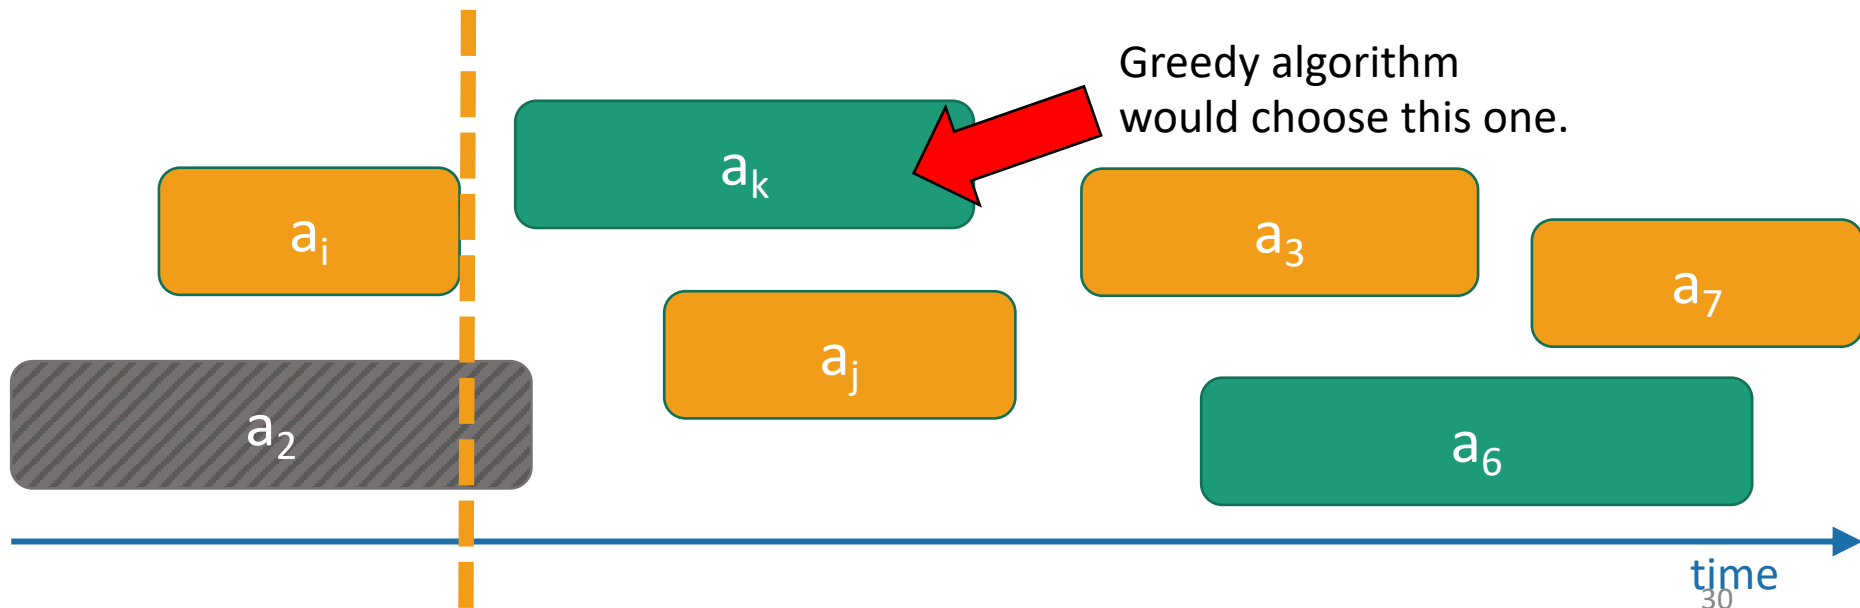 Greedy algorithm
would choose this one.
aₖ
aᵢ
a₃
a₇
aⱼ
a₂
a₆
time
30